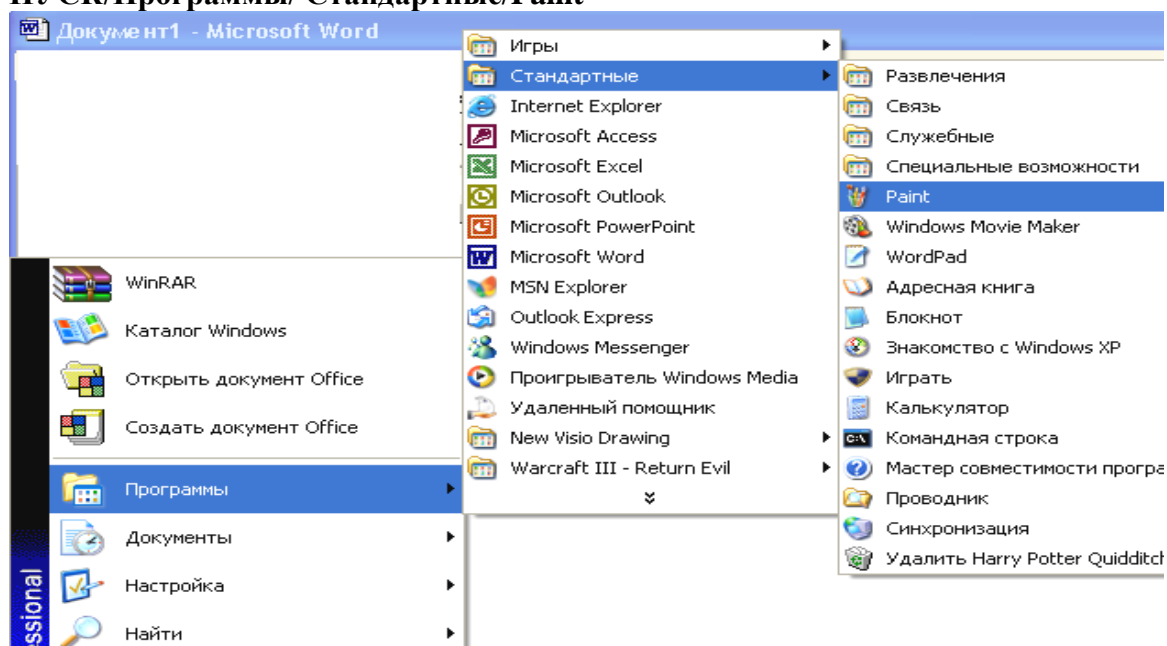 ПУСК/Программы/ Стандартные/Paint
Документ1 - Microsoft Word
Игры
Стандартные
Internet Explorer
Microsoft Access
Microsoft Excel
Microsoft Outlook
Microsoft PowerPoint
Microsoft Word
MSN Explorer
Outlook Express
Windows Messenger
Проигрыватель Windows Media
Удаленный помощник
New Visio Drawing
Warcraft III - Return Evil
Развлечения
Связь
Служебные
Специальные возможности
Paint
Windows Movie Maker
WordPad
Адресная книга
Блокнот
Знакомство с Windows XP
Играть
Калькулятор
Командная строка
Мастер совместимости програ
Проводник
Синхронизация
Удалить Harry Potter Quidditch
WinRAR
Каталог Windows
Открыть документ Office
Создать документ Office
Программы
Документы
Настройка
Найти
essional